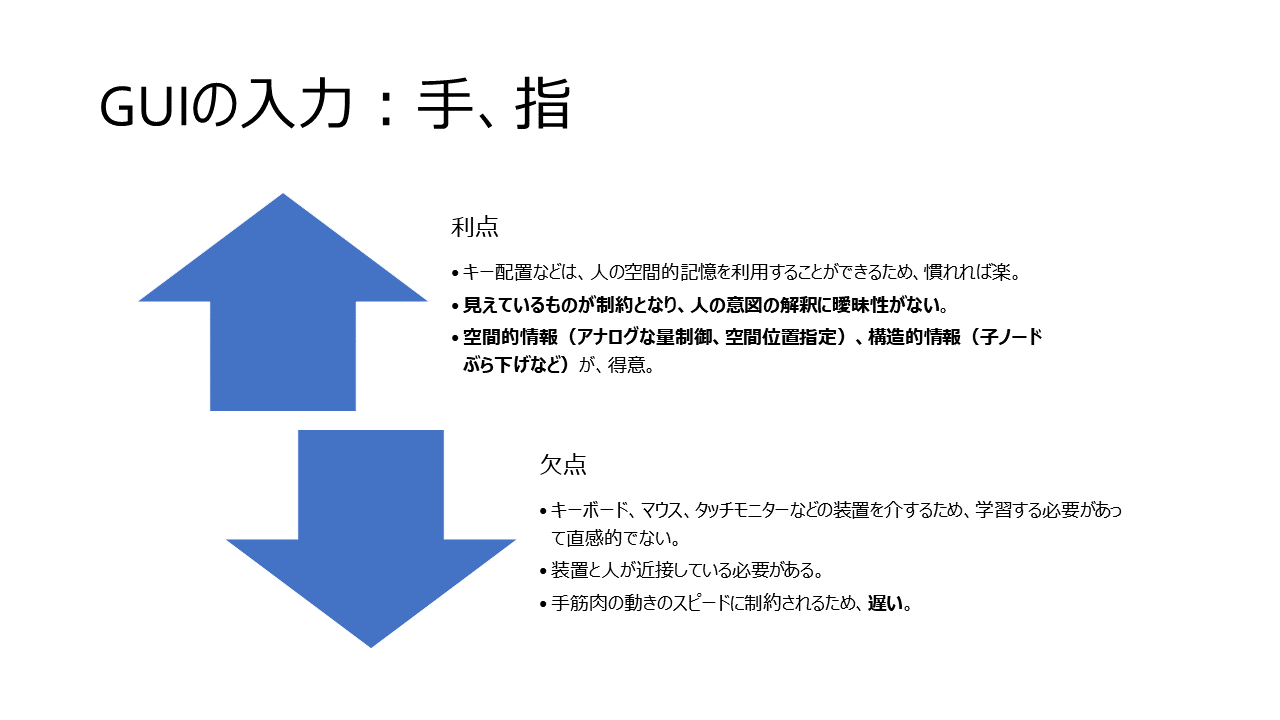 GUIの入力：手、指
利点
•キー配置などは、人の空間的記憶を利用することができるため、慣れれば楽。
•見えているものが制約となり、人の意図の解釈に曖昧性がない。
•空間的情報（アナログな量制御、空間位置指定）、構造的情報（子ノード
ぶら下げなど）が、得意。
欠点
•キーボード、マウス、タッチモニターなどの装置を介するため、学習する必要があっ
て直感的でない。
•装置と人が近接している必要がある。
•手筋肉の動きのスピードに制約されるため、遅い。